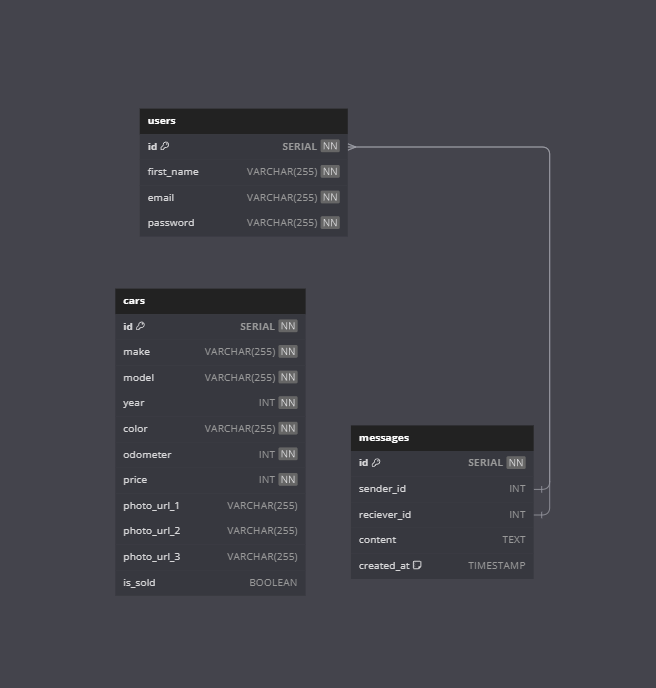 users
id SERIAL NN
first_name VARCHAR(255) NN
email VARCHAR(255) NN
password VARCHAR(255) NN
cars
id SERIAL NN
make VARCHAR(255) NN
model VARCHAR(255) NN
year INT NN
color VARCHAR(255) NN
odometer INT NN
price INT NN
photo_url_1 VARCHAR(255)
photo_url_2 VARCHAR(255)
photo_url_3 VARCHAR(255)
is_sold BOOLEAN
messages
id SERIAL NN
sender_id INT
reciever_id INT
content TEXT
created_at TIMESTAMP